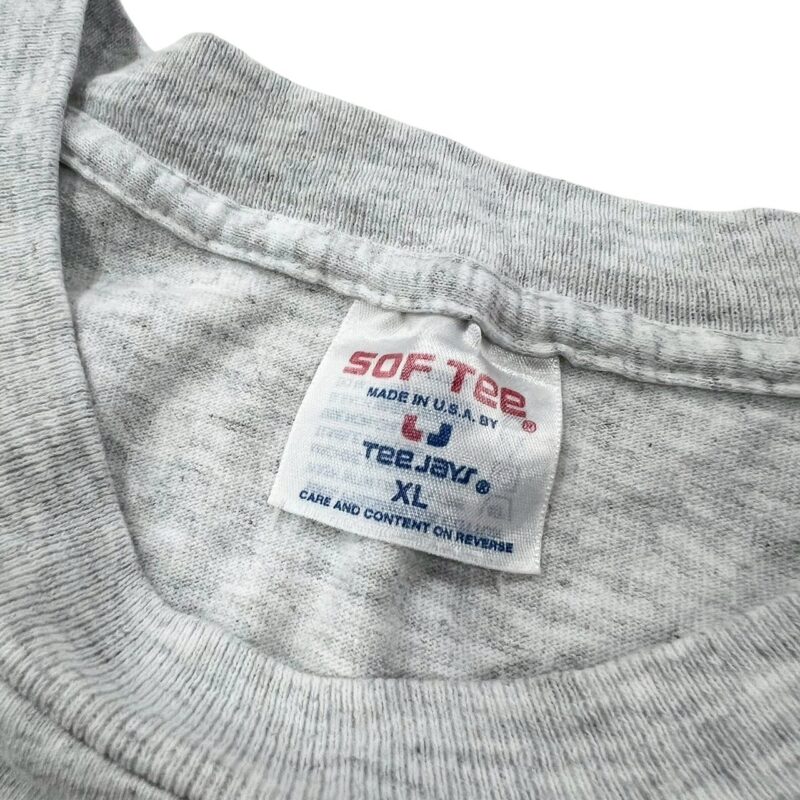 SOF TEE®
MADE IN U.S.A. BY
TEE JAYS®
XL
CARE AND CONTENT ON REVERSE